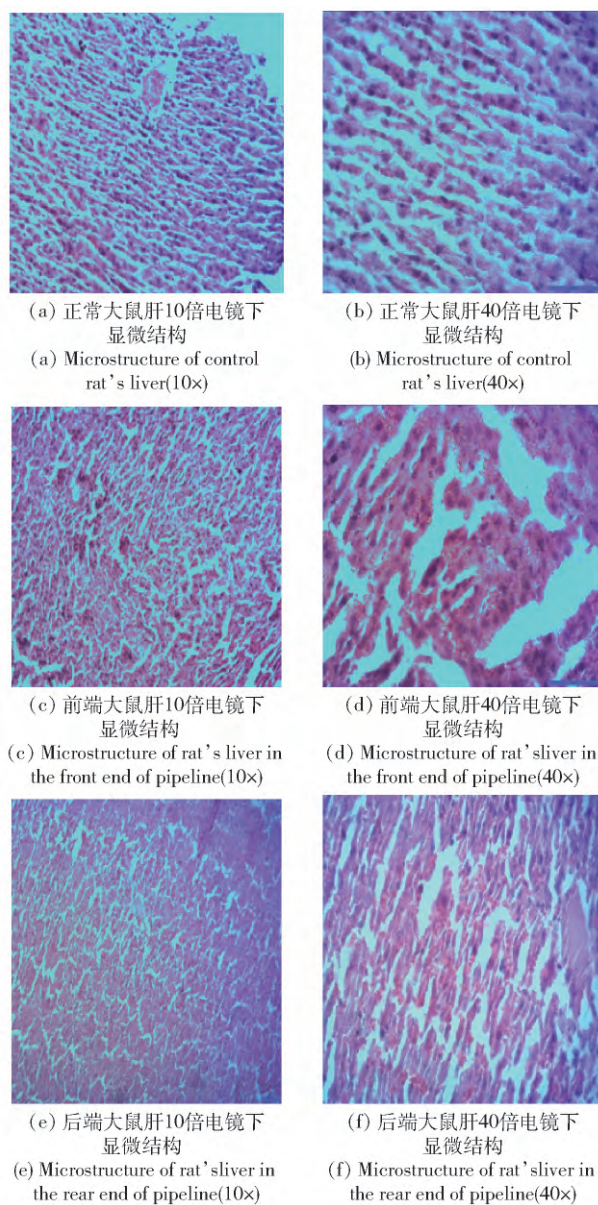 (a) 正常大鼠肝10倍电镜下
显微结构
(a) Microstructure of control
rat's liver(10×)
(b) 正常大鼠肝40倍电镜下
显微结构
(b) Microstructure of control
rat's liver(40×)
(c) 前端大鼠肝10倍电镜下
显微结构
(c) Microstructure of rat's liver in
the front end of pipeline(10×)
(d) 前端大鼠肝40倍电镜下
显微结构
(d) Microstructure of rat'sliver in
the front end of pipeline(40×)
(e) 后端大鼠肝10倍电镜下
显微结构
(e) Microstructure of rat'sliver in
the rear end of pipeline(10×)
(f) 后端大鼠肝40倍电镜下
显微结构
(f) Microstructure of rat'sliver in
the rear end of pipeline(40×)